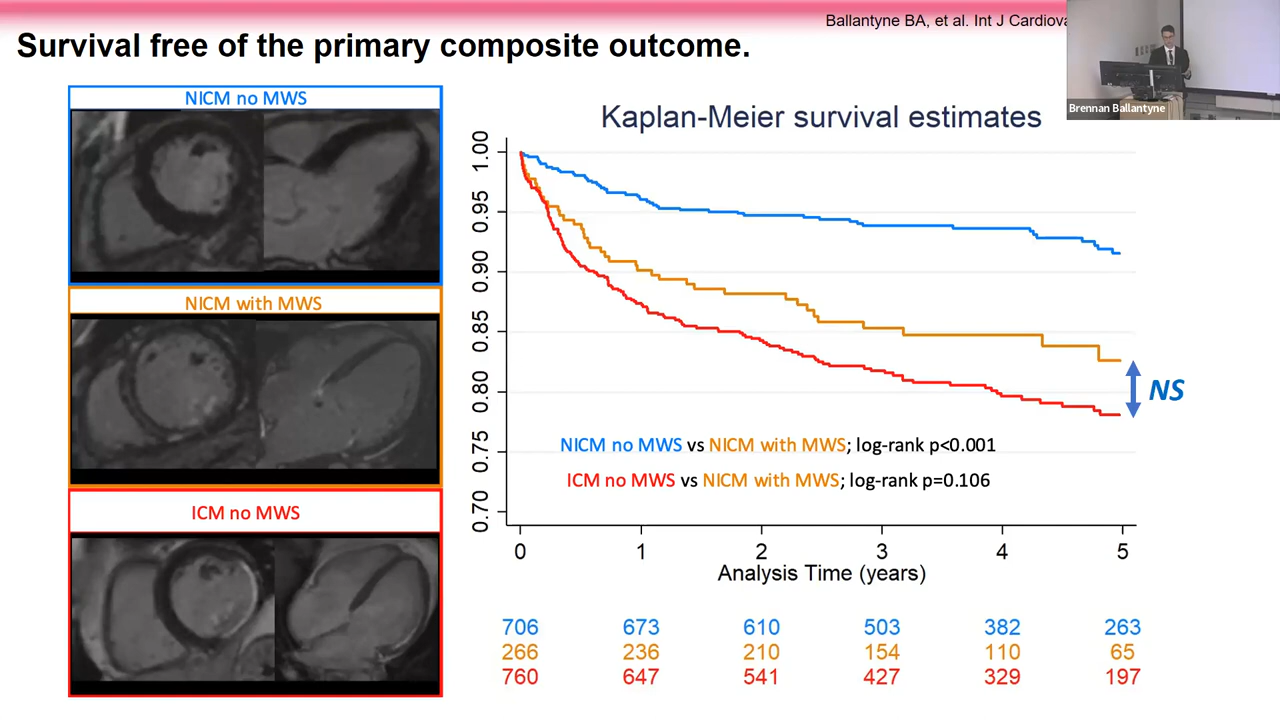 Ballantyne BA, et al. Int J Cardiova
Survival free of the primary composite outcome.
Brennan Ballantyne
NICM no MWS
NICM with MWS
ICM no MWS
Kaplan-Meier survival estimates
1.00
0.95
0.90
0.85
0.80
0.75
0.70
NS
NICM no MWS vs NICM with MWS; log-rank p<0.001
ICM no MWS vs NICM with MWS; log-rank p=0.106
0 1 2 3 4 5
Analysis Time (years)
706 673 610 503 382 263
266 236 210 154 110 65
760 647 541 427 329 197